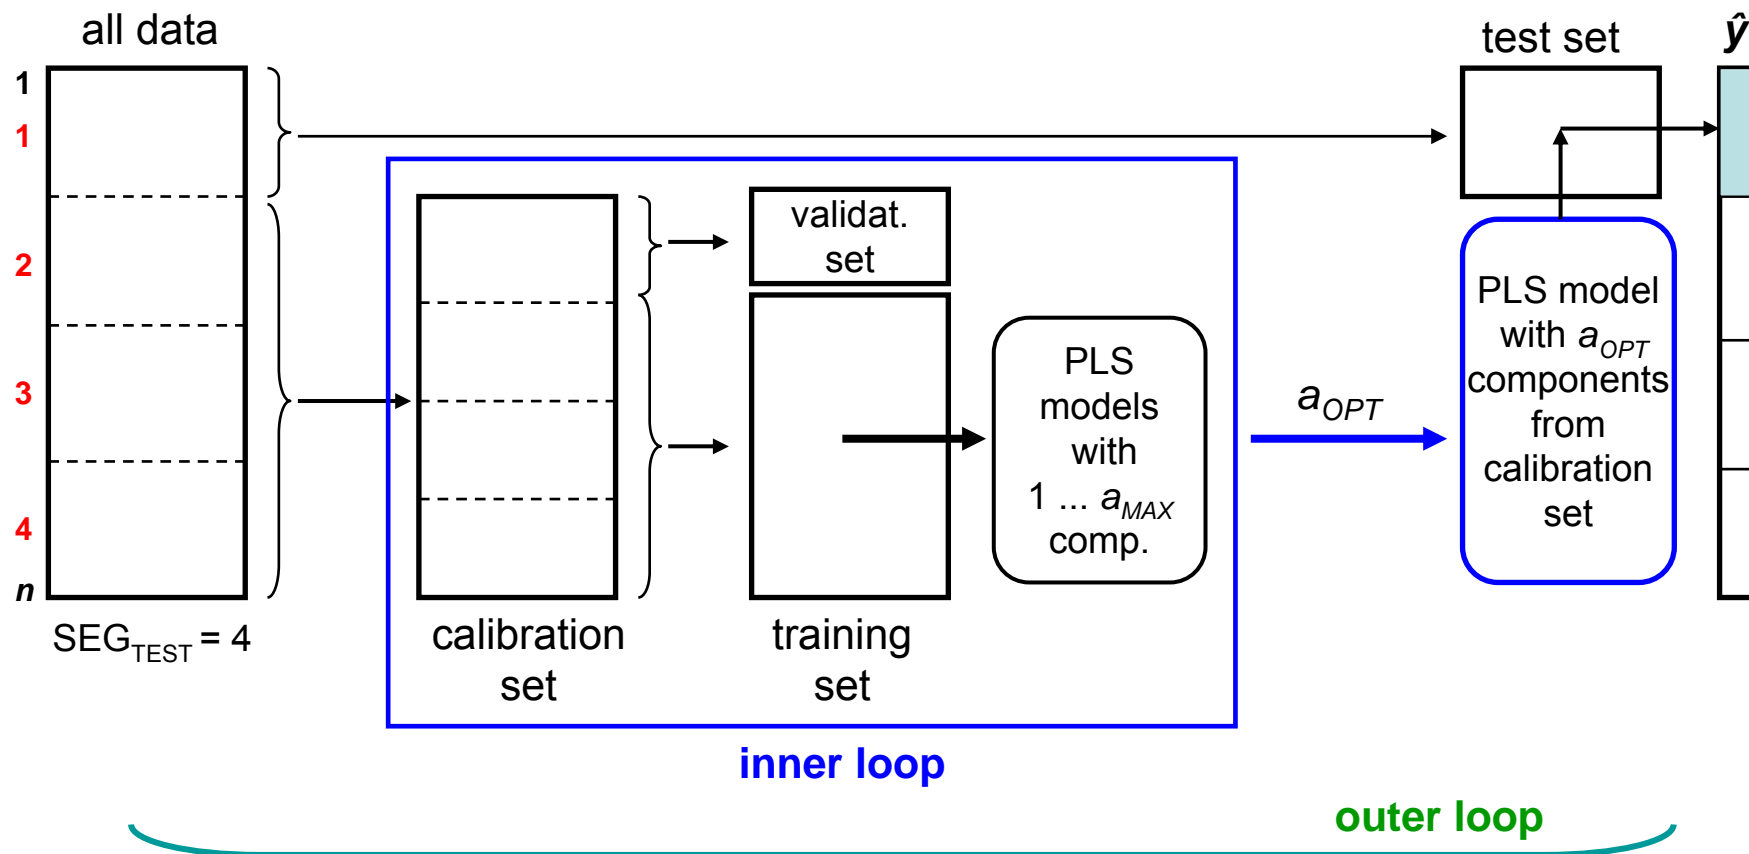 all data
test set
ŷ
1
1
2
3
4
n
SEG_TEST = 4
validat.
set
calibration
set
training
set
PLS
models
with
1 ... a_MAX
comp.
a_OPT
PLS model
with a_OPT
components
from
calibration
set
inner loop
outer loop